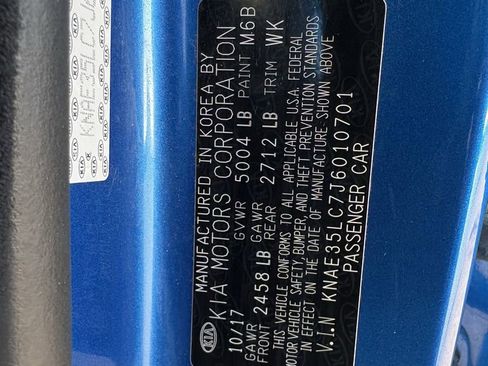 MANUFACTURED IN KOREA BY
KIA MOTORS CORPORATION
10/17 GVWR 5004 LB PAINT M6B
GAWR FRONT 2458 LB GAWR REAR 2712 LB TRIM WK
THIS VEHICLE CONFORMS TO ALL APPLICABLE U.S.A. FEDERAL
MOTOR VEHICLE SAFETY, BUMPER, AND THEFT PREVENTION STANDARDS
IN EFFECT ON THE DATE OF MANUFACTURE SHOWN ABOVE
V.I.N KNAE35LC7J6010701
PASSENGER CAR
KIA
KNAE35LC7J6